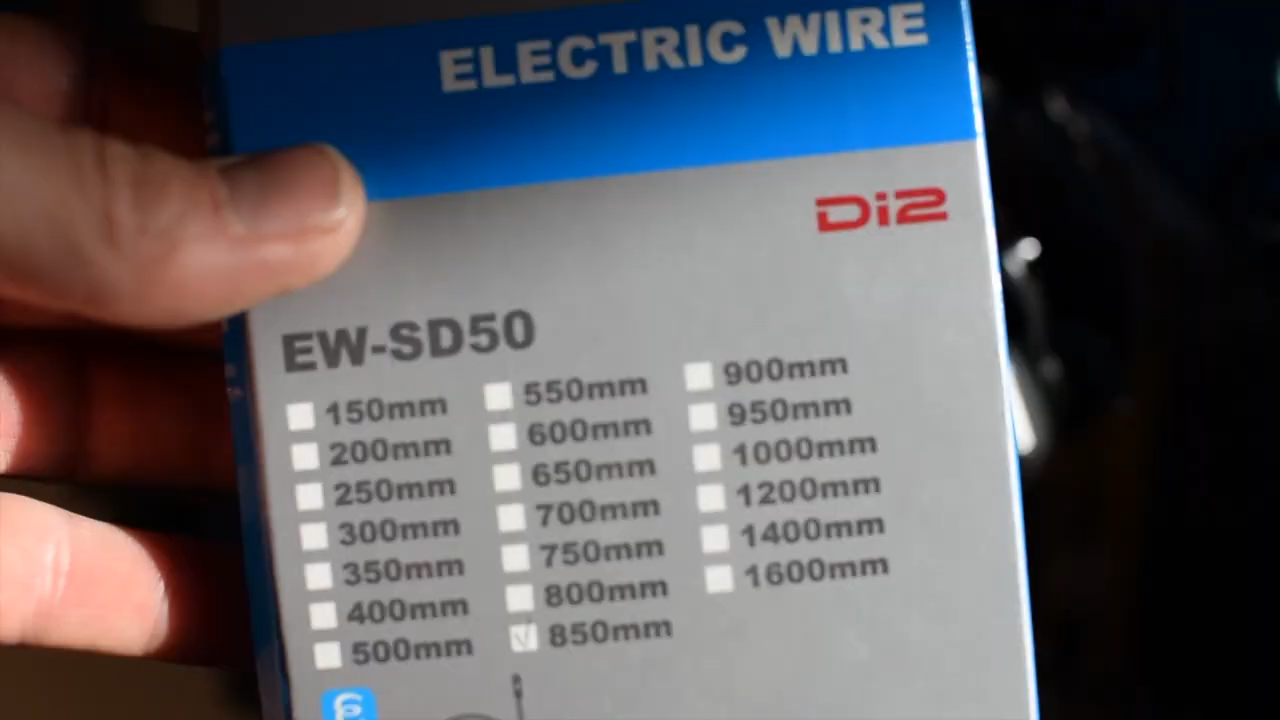 ELECTRIC WIRE
Di2
EW-SD50
150mm
200mm
250mm
300mm
350mm
400mm
500mm
550mm
600mm
650mm
700mm
750mm
800mm
850mm
900mm
950mm
1000mm
1200mm
1400mm
1600mm